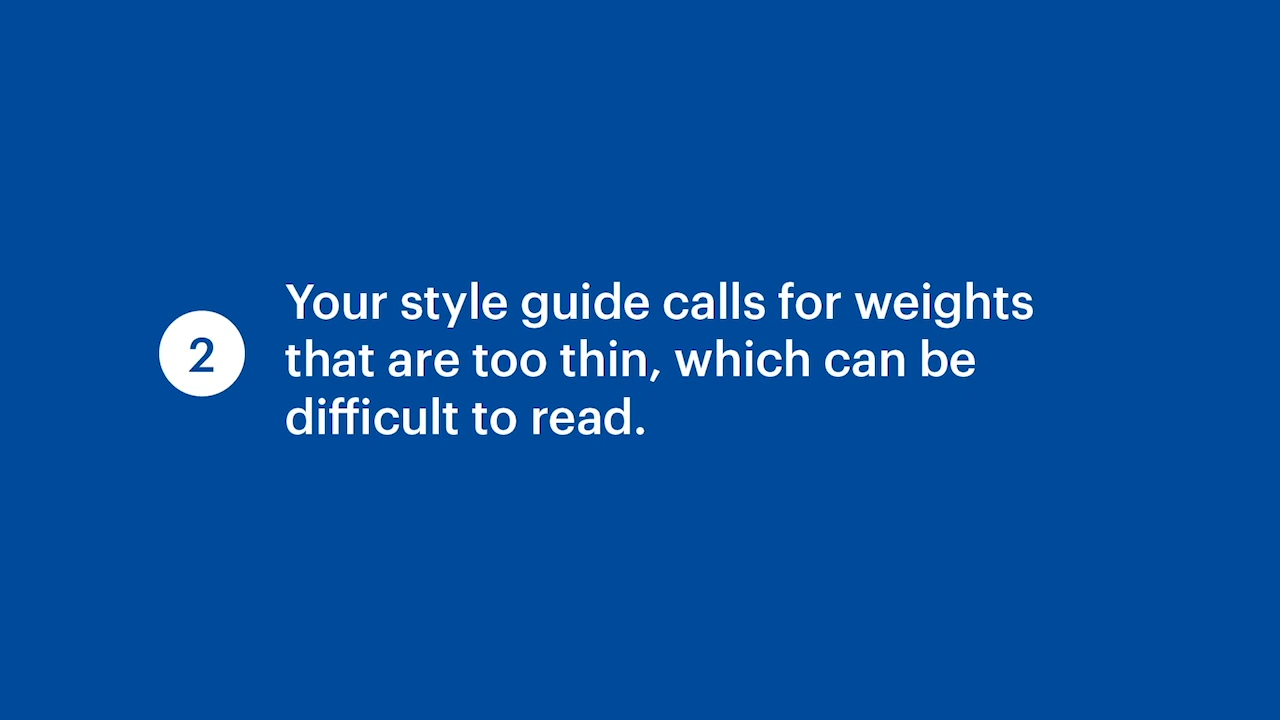 2
Your style guide calls for weights
that are too thin, which can be
difficult to read.